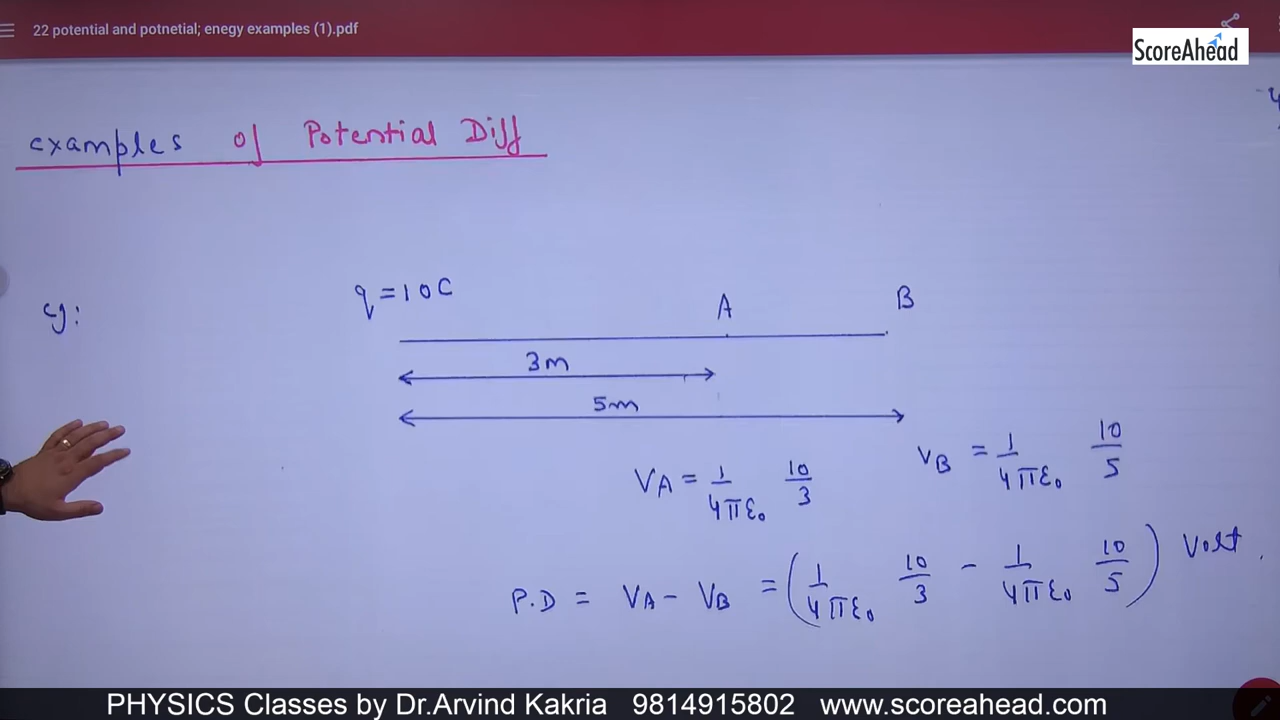 22 potential and potnetial; enegy examples (1).pdf
ScoreAhead
examples of Potential Diff
eg:
q = 10C
A
B
3m
5m
VA = 1/4πε₀ 10/3
VB = 1/4πε₀ 10/5
P.D = VA - VB = (1/4πε₀ 10/3 - 1/4πε₀ 10/5) Volt.
PHYSICS Classes by Dr.Arvind Kakria 9814915802 www.scoreahead.com